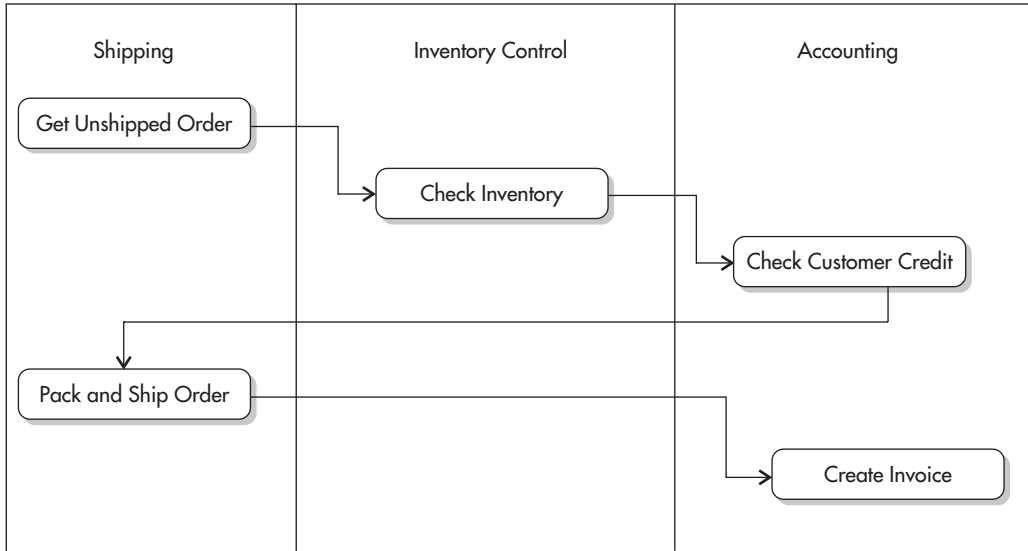 Shipping
Inventory Control
Accounting
Get Unshipped Order
Check Inventory
Check Customer Credit
Pack and Ship Order
Create Invoice